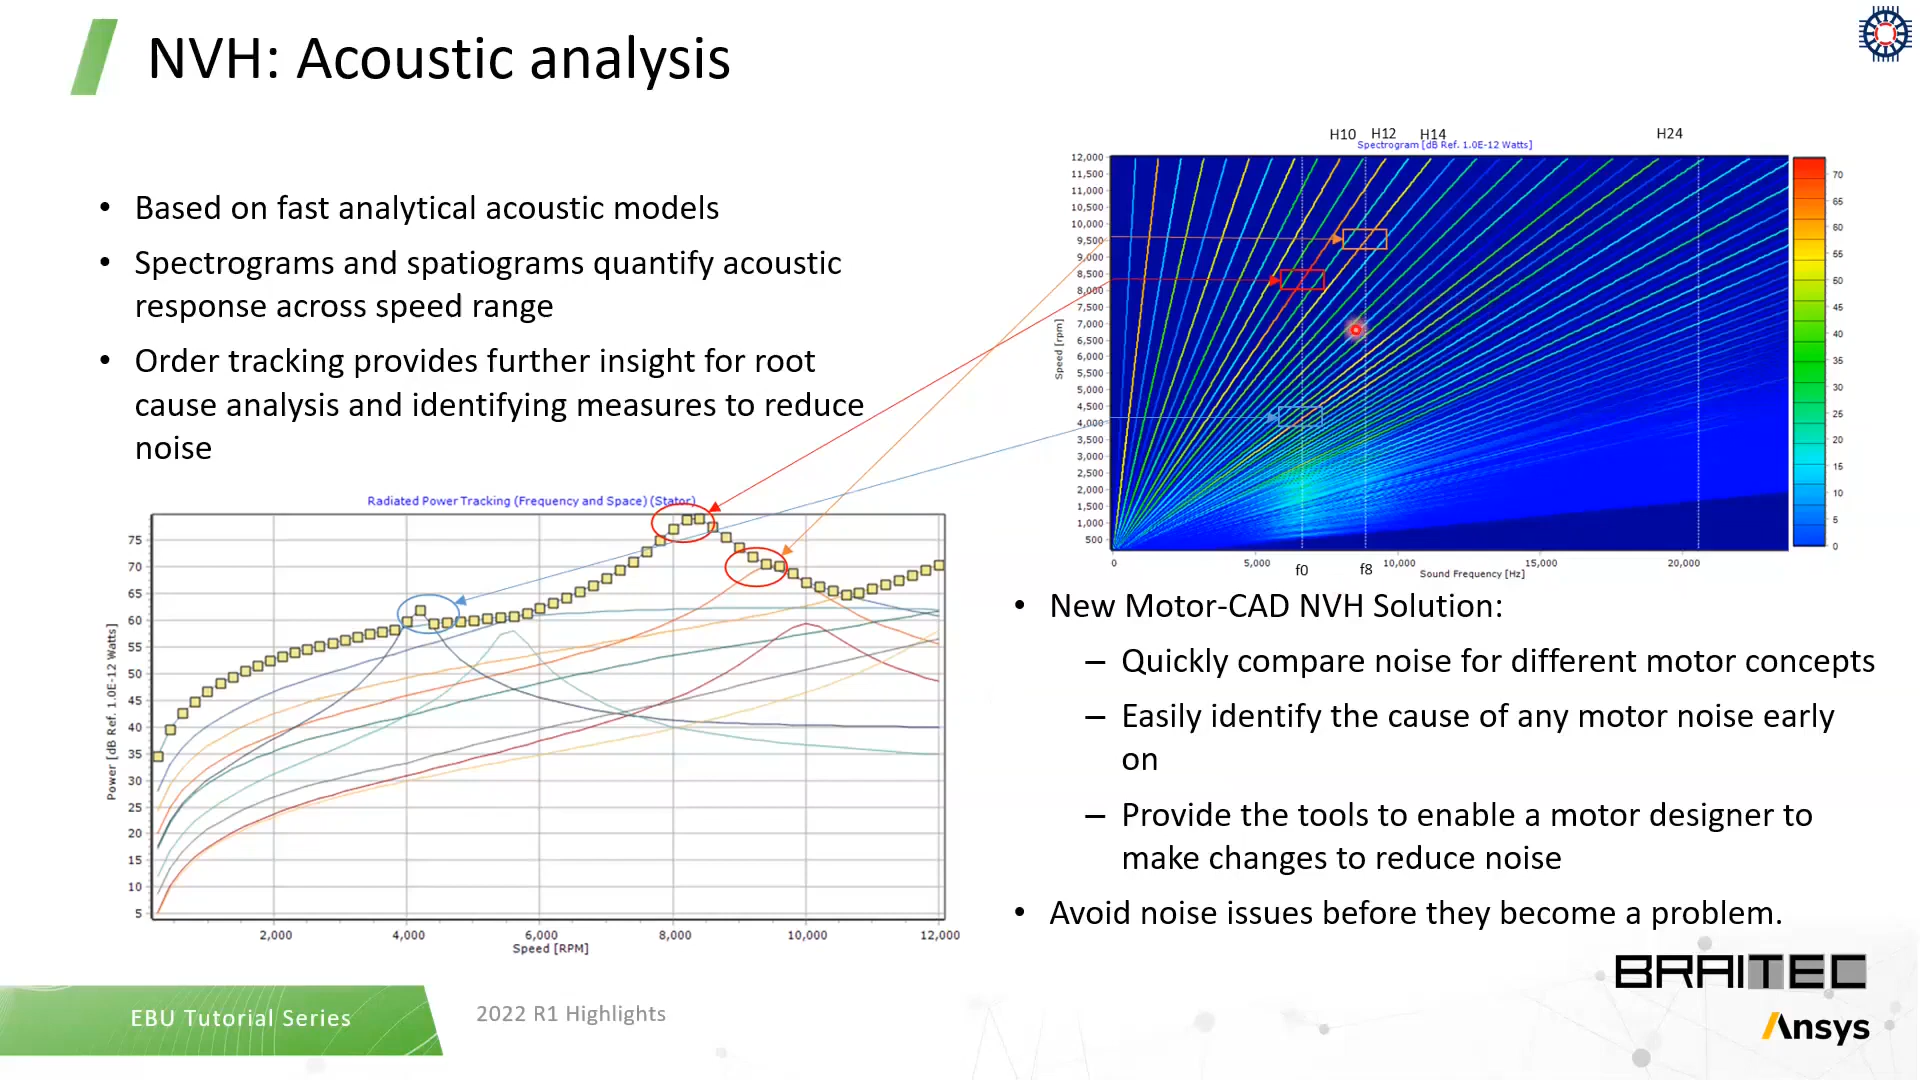 NVH: Acoustic analysis
• Based on fast analytical acoustic models
• Spectrograms and spatiograms quantify acoustic
response across speed range
• Order tracking provides further insight for root
cause analysis and identifying measures to reduce
noise
Radiated Power Tracking (Frequency and Space) (Stator)
75
70
65
60
55
50
45
40
35
30
25
20
15
10
5
Power [dB Ref. 1.0E-12 Watts]
2,000 4,000 6,000 8,000 10,000 12,000
Speed [RPM]
H10 H12 H14 H24
Spectrogram [dB Ref. 1.0E-12 Watts]
12,000
11,500
11,000
10,500
10,000
9,500
9,000
8,500
8,000
7,500
7,000
6,500
6,000
5,500
5,000
4,500
4,000
3,500
3,000
2,500
2,000
1,500
1,000
500
Speed [rpm]
0 5,000 10,000 15,000 20,000
f0 f8
Sound Frequency [Hz]
70
65
60
55
50
45
40
35
30
25
20
15
10
5
0
• New Motor-CAD NVH Solution:
– Quickly compare noise for different motor concepts
– Easily identify the cause of any motor noise early
on
– Provide the tools to enable a motor designer to
make changes to reduce noise
• Avoid noise issues before they become a problem.
BRAITEC
Ansys
EBU Tutorial Series
2022 R1 Highlights